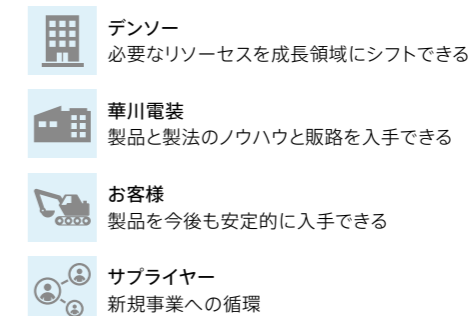 デンソー
必要なリソーセスを成長領域にシフトできる
華川電装
製品と製法のノウハウと販路を入手できる
お客様
製品を今後も安定的に入手できる
サプライヤー
新規事業への循環